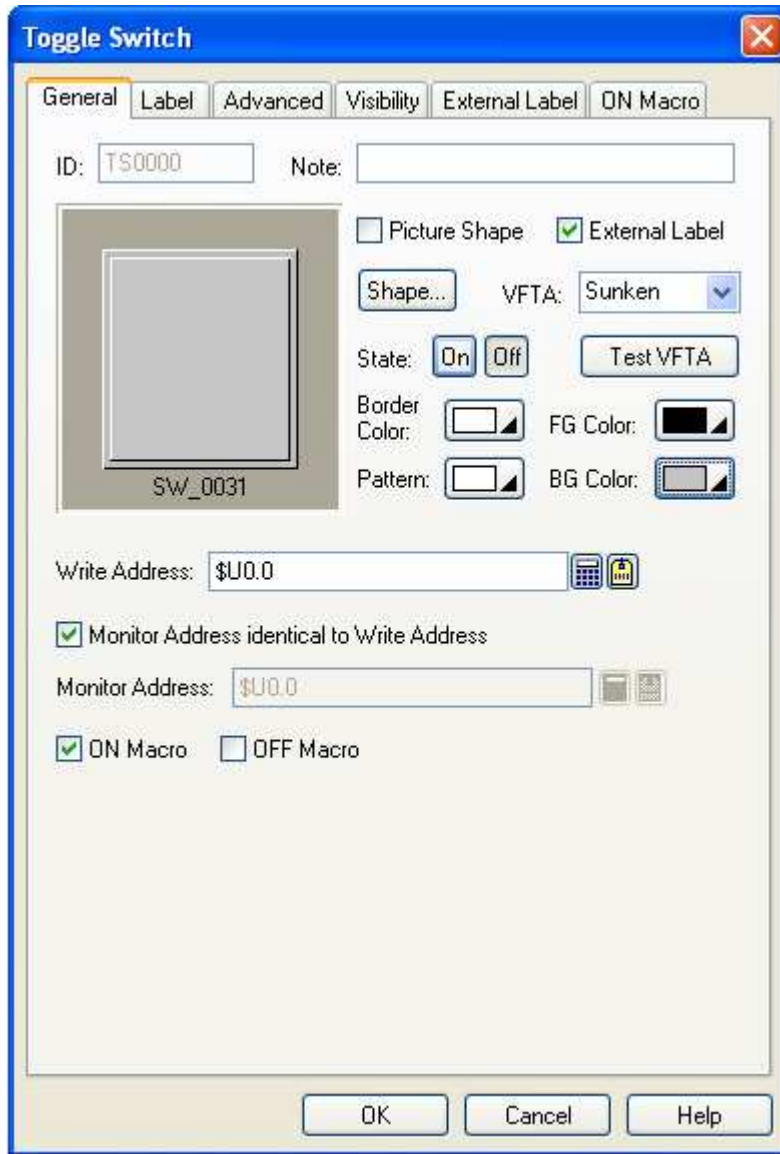 Toggle Switch
General Label Advanced Visibility External Label ON Macro
ID: TS0000 Note:
Picture Shape External Label
Shape... VFTA: Sunken
State: On Off Test VFTA
Border Color: FG Color:
Pattern: BG Color:
SW_0031
Write Address: $U0.0
Monitor Address identical to Write Address
Monitor Address: $U0.0
ON Macro OFF Macro
OK Cancel Help